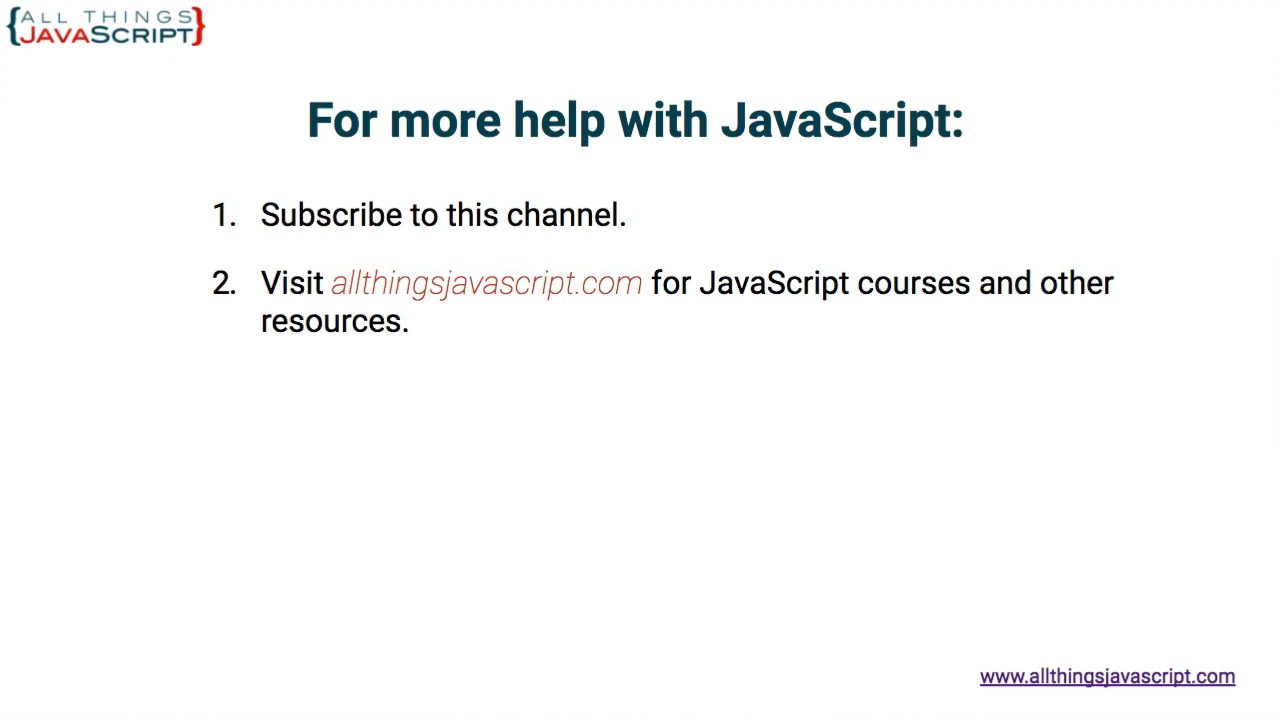 {ALL THINGS
JAVASCRIPT}
For more help with JavaScript:
1. Subscribe to this channel.
2. Visit allthingsjavascript.com for JavaScript courses and other
resources.
www.allthingsjavascript.com